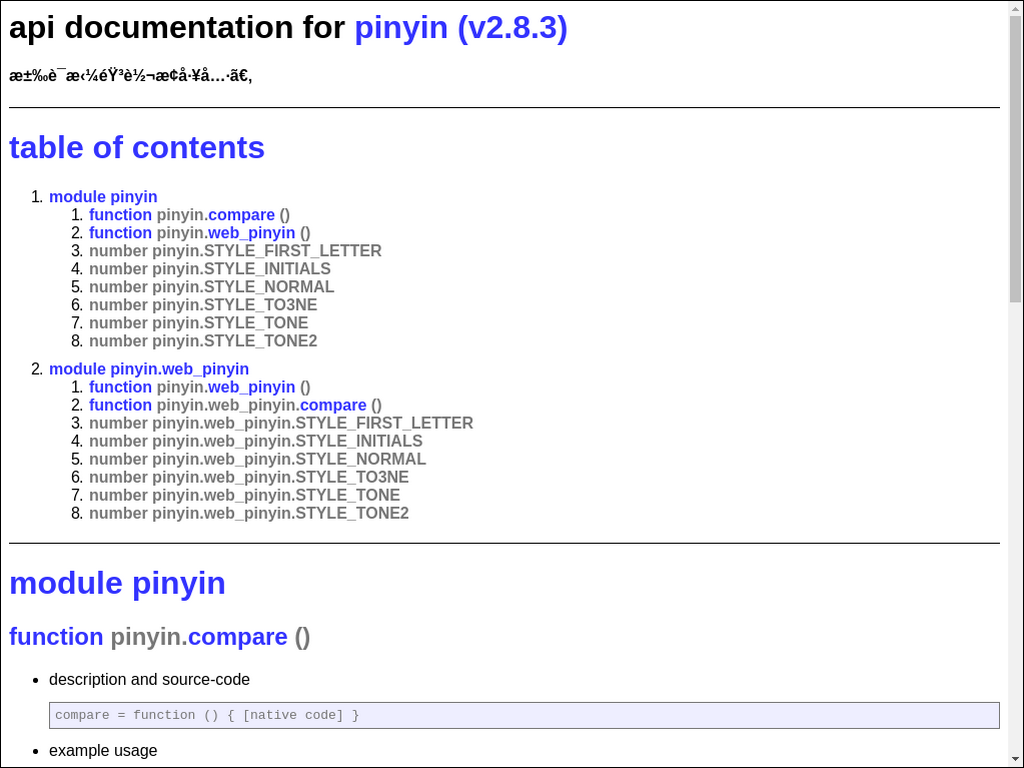 api documentation for pinyin (v2.8.3)
æ±‰è¯­æ‹¼éŸ³è½¬æ¢å·¥å…·ã€‚
table of contents
1. module pinyin
1. function pinyin.compare ()
2. function pinyin.web_pinyin ()
3. number pinyin.STYLE_FIRST_LETTER
4. number pinyin.STYLE_INITIALS
5. number pinyin.STYLE_NORMAL
6. number pinyin.STYLE_TO3NE
7. number pinyin.STYLE_TONE
8. number pinyin.STYLE_TONE2
2. module pinyin.web_pinyin
1. function pinyin.web_pinyin ()
2. function pinyin.web_pinyin.compare ()
3. number pinyin.web_pinyin.STYLE_FIRST_LETTER
4. number pinyin.web_pinyin.STYLE_INITIALS
5. number pinyin.web_pinyin.STYLE_NORMAL
6. number pinyin.web_pinyin.STYLE_TO3NE
7. number pinyin.web_pinyin.STYLE_TONE
8. number pinyin.web_pinyin.STYLE_TONE2
module pinyin
function pinyin.compare ()
• description and source-code
compare = function () { [native code] }
• example usage